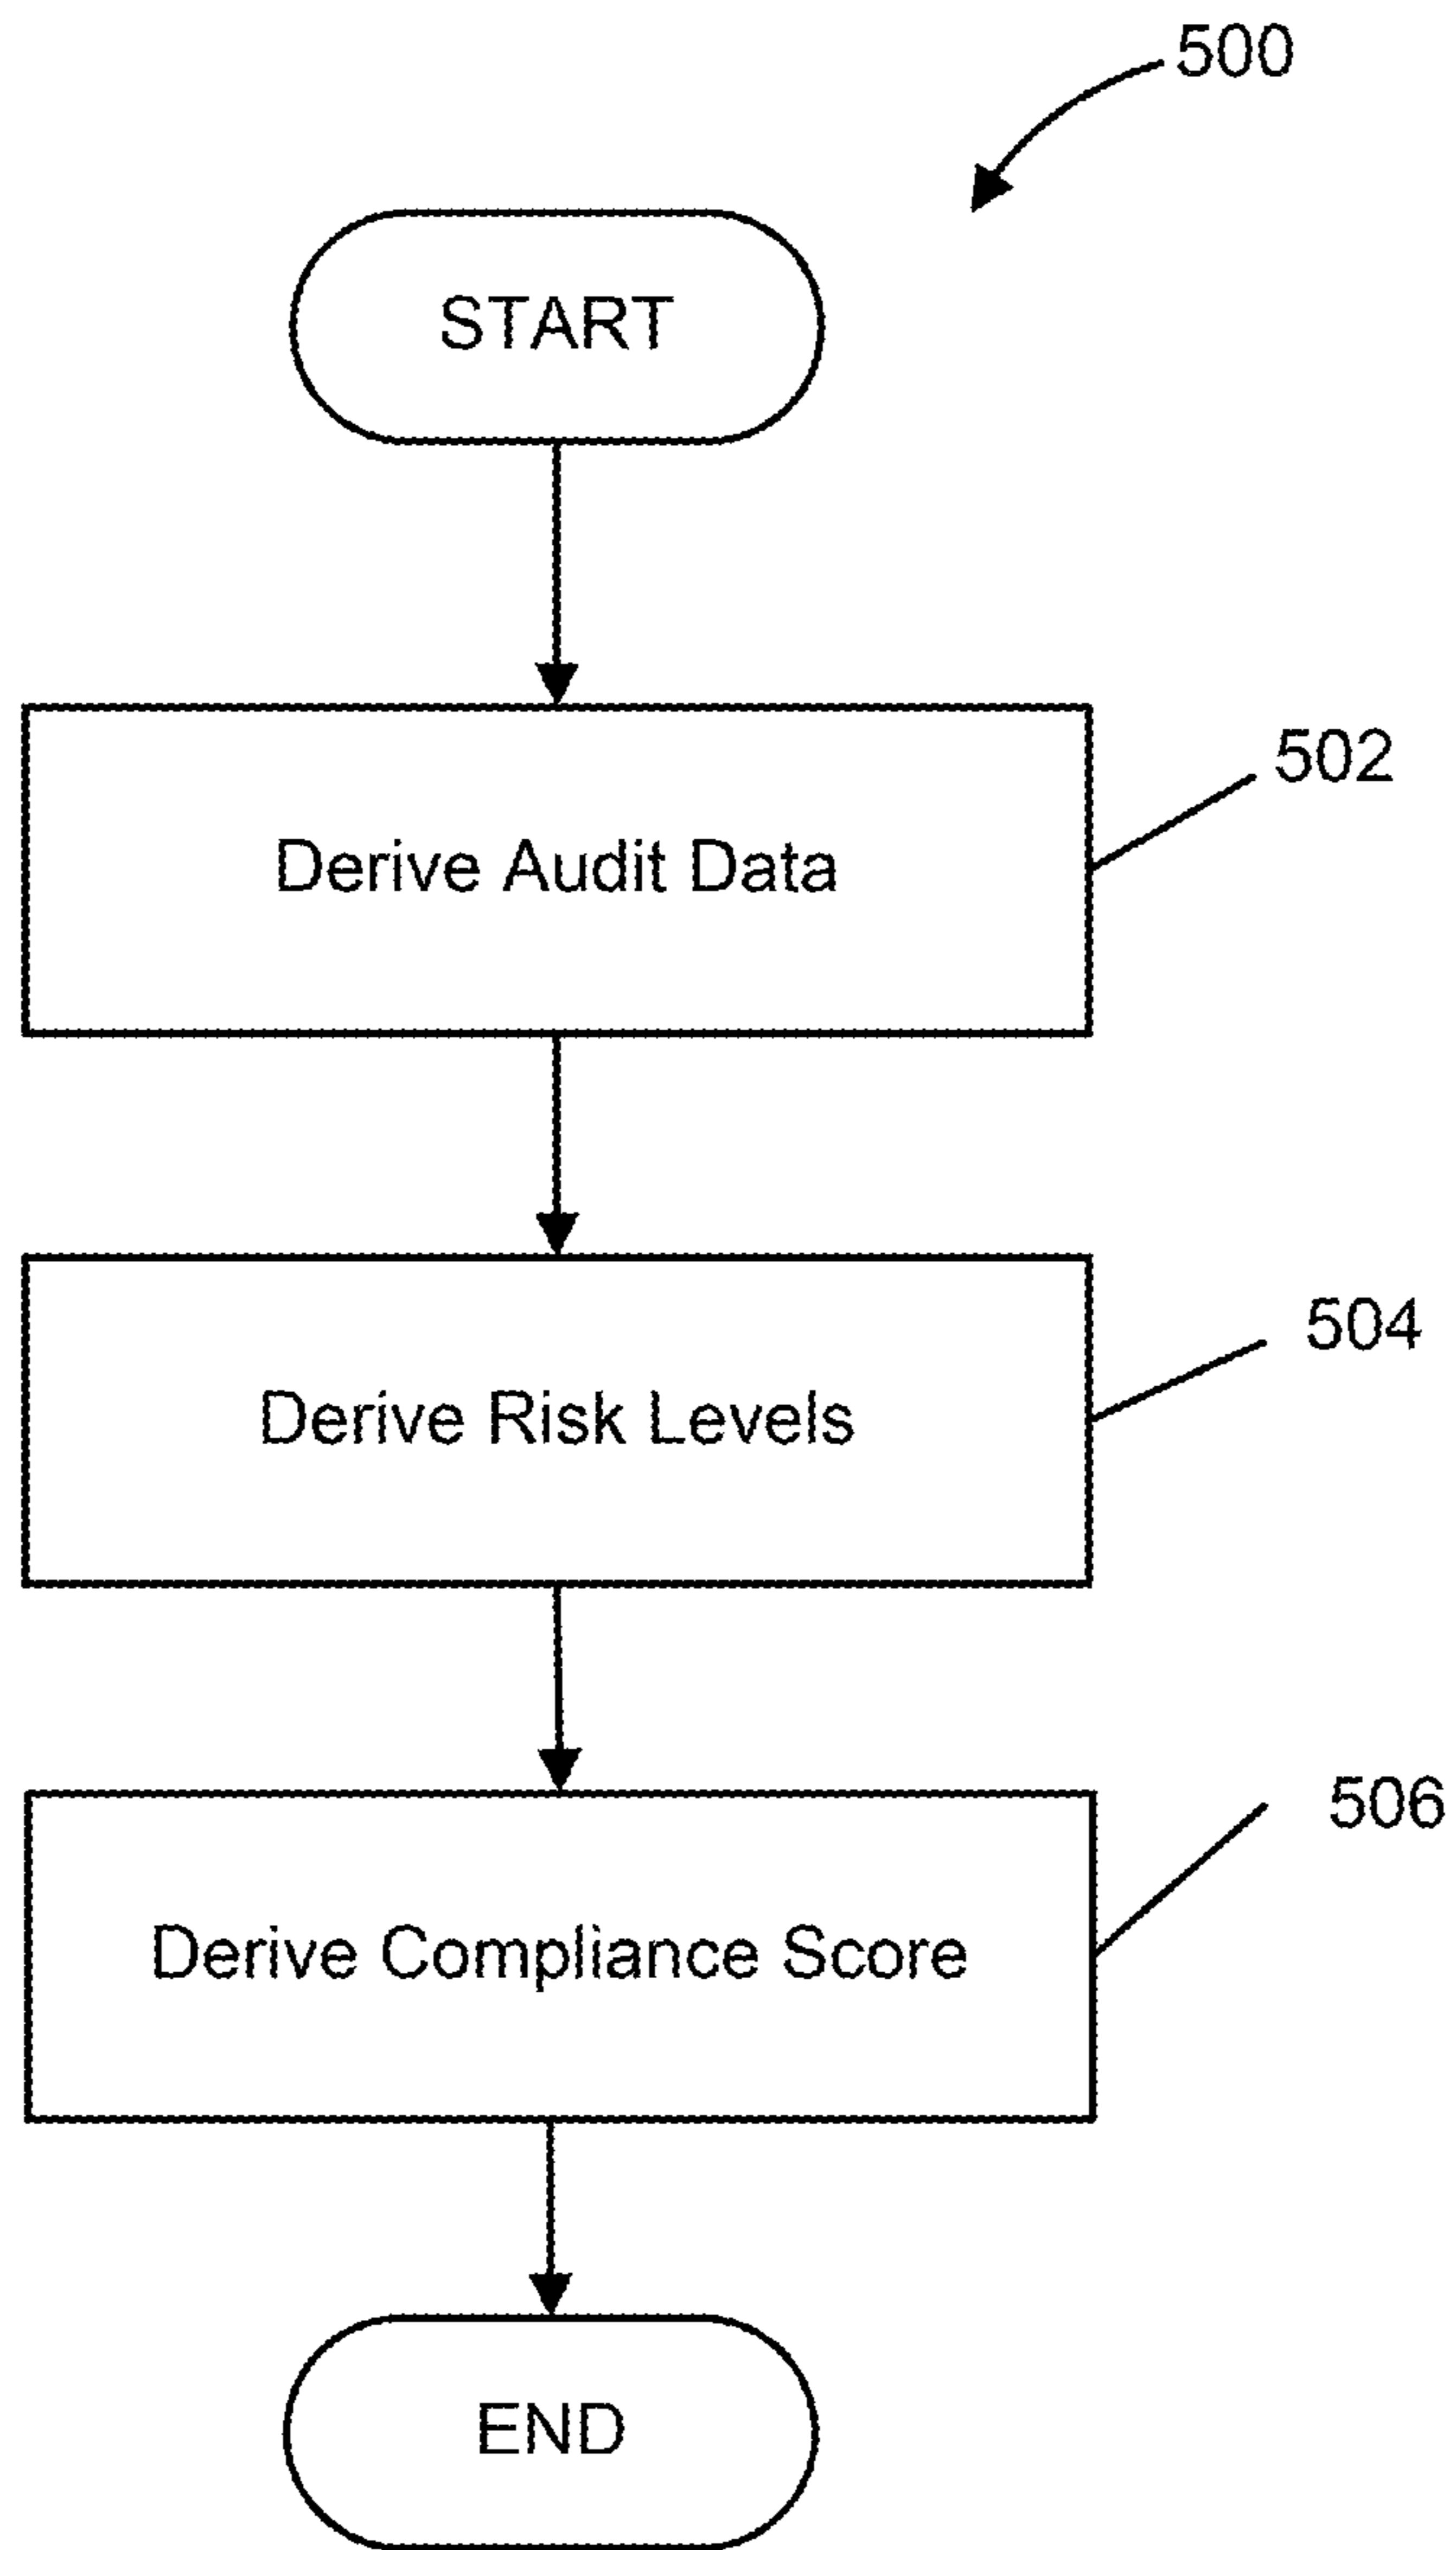 500
START
502
Derive Audit Data
504
Derive Risk Levels
506
Derive Compliance Score
END